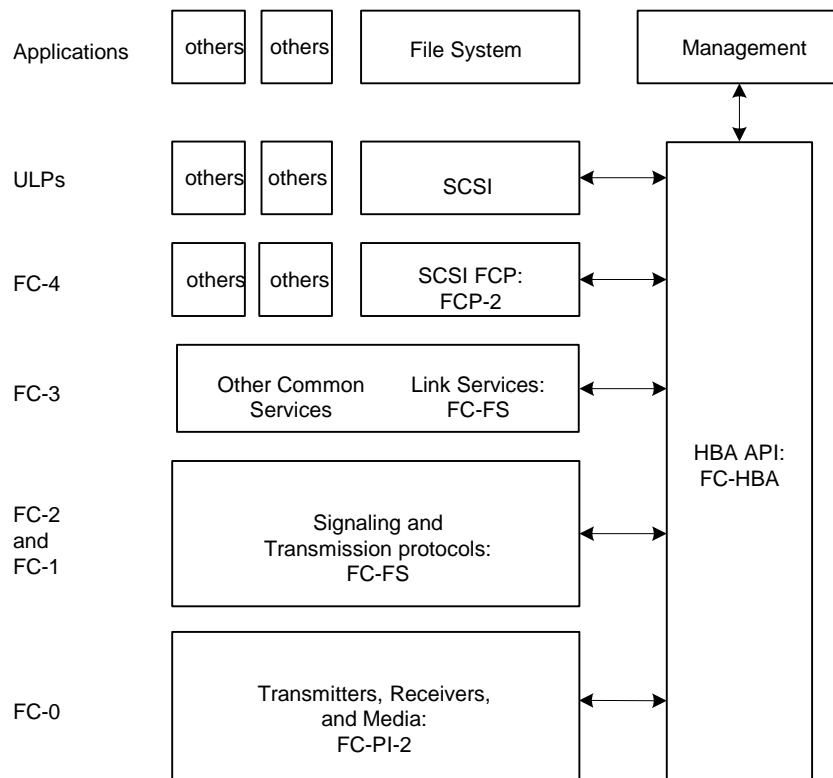 Applications
others
others
File System
Management
ULPs
others
others
SCSI
FC-4
others
others
SCSI FCP:
FCP-2
FC-3
Other Common
Services
Link Services:
FC-FS
HBA API:
FC-HBA
FC-2
and
FC-1
Signaling and
Transmission protocols:
FC-FS
FC-0
Transmitters, Receivers,
and Media:
FC-PI-2